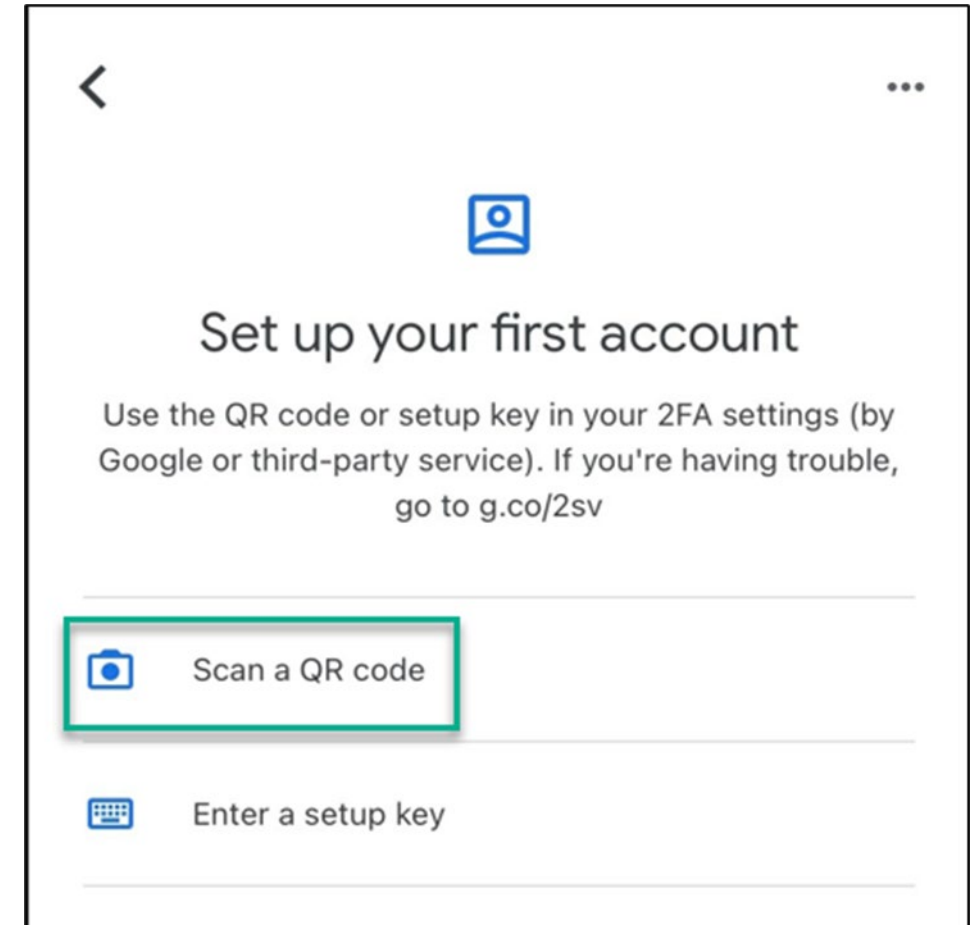 Set up your first account
Use the QR code or setup key in your 2FA settings (by
Google or third-party service). If you're having trouble,
go to g.co/2sv
Scan a QR code
Enter a setup key